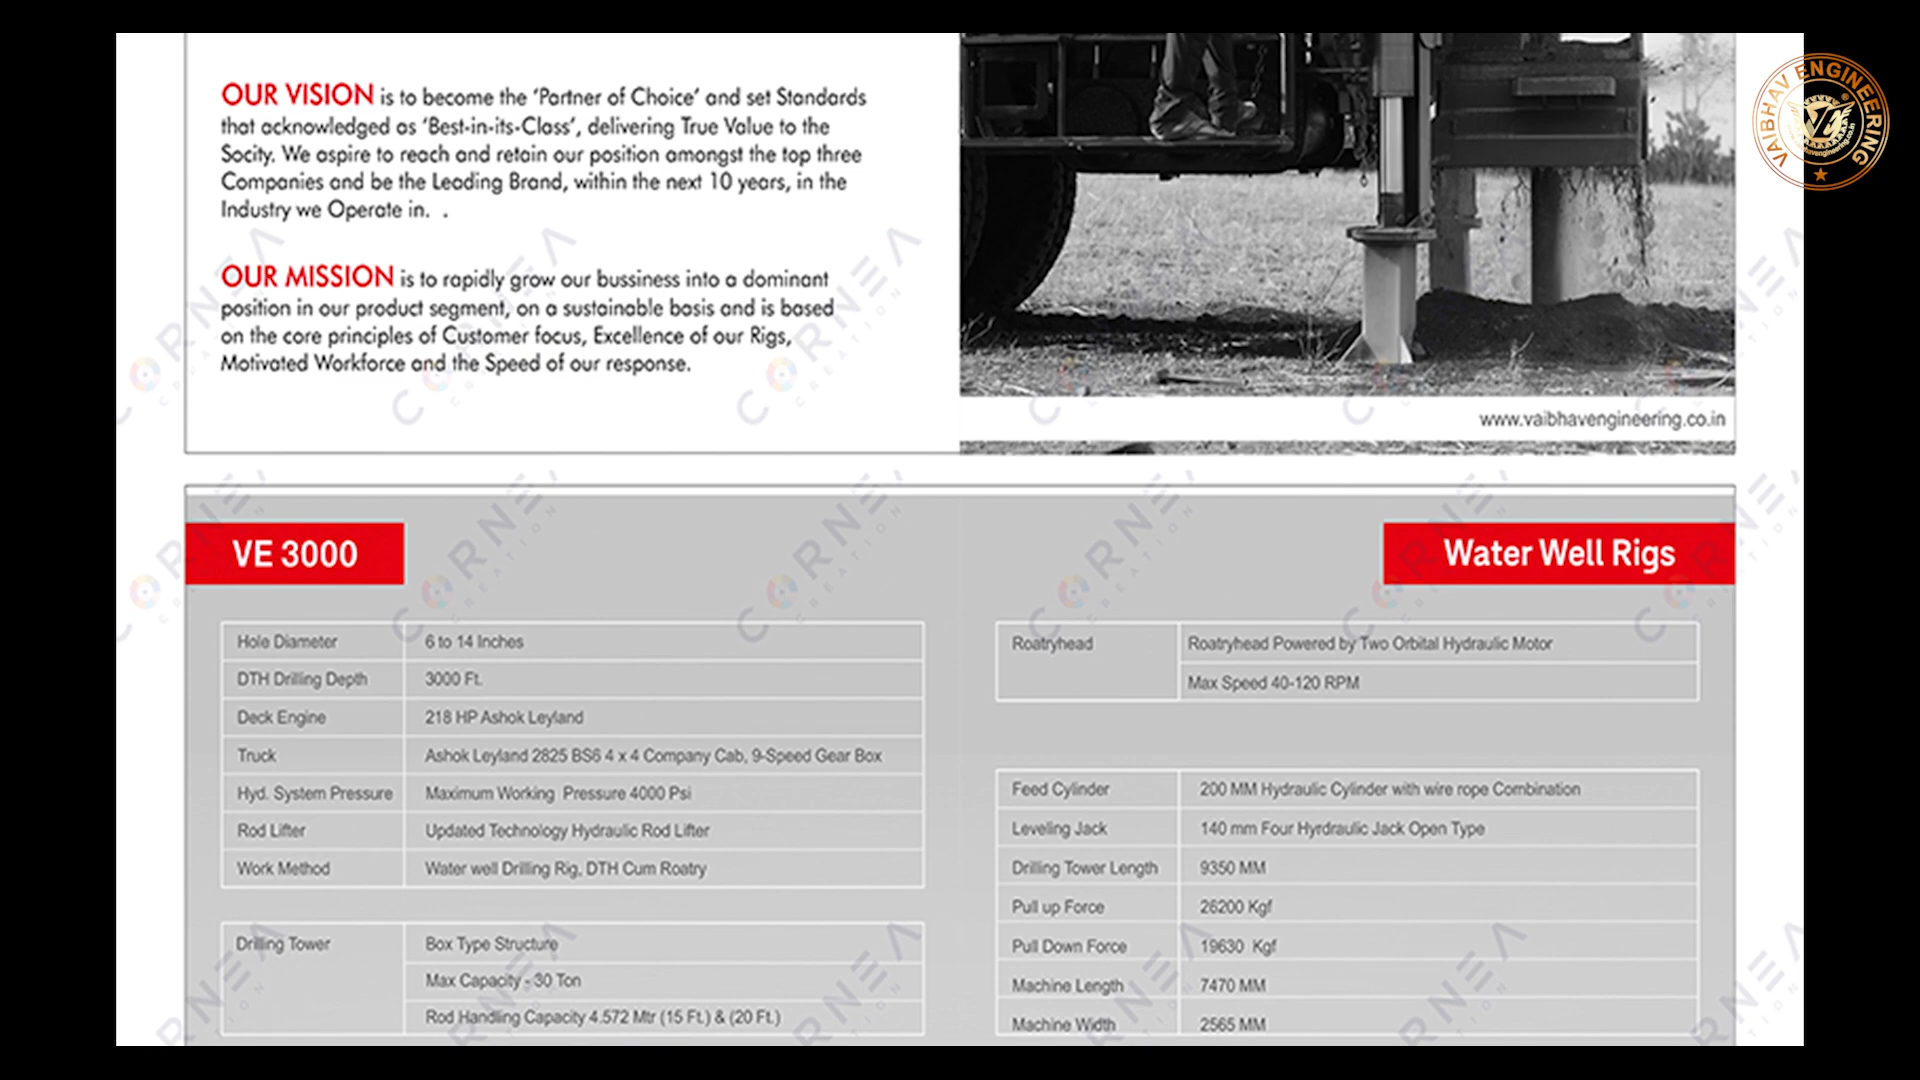 OUR VISION is to become the 'Partner of Choice' and set Standards
that acknowledged as 'Best-in-its-Class', delivering True Value to the
Socity. We aspire to reach and retain our position amongst the top three
Companies and be the Leading Brand, within the next 10 years, in the
Industry we Operate in. .
OUR MISSION is to rapidly grow our bussiness into a dominant
position in our product segment, on a sustainable basis and is based
on the core principles of Customer focus, Excellence of our Rigs,
Motivated Workforce and the Speed of our response.
www.vaibhavengineering.co.in
VAIBHAV ENGINEERING
VE 3000
Water Well Rigs
Hole Diameter 6 to 14 Inches
DTH Drilling Depth 3000 Ft.
Deck Engine 218 HP Ashok Leyland
Truck Ashok Leyland 2825 BS6 4 x 4 Company Cab, 9-Speed Gear Box
Hyd. System Pressure Maximum Working Pressure 4000 Psi
Rod Lifter Updated Technology Hydraulic Rod Lifter
Work Method Water well Drilling Rig, DTH Cum Roatry
Drilling Tower Box Type Structure
Max Capacity - 30 Ton
Rod Handling Capacity 4.572 Mtr (15 Ft.) & (20 Ft.)
Roatryhead Roatryhead Powered by Two Orbital Hydraulic Motor
Max Speed 40-120 RPM
Feed Cylinder 200 MM Hydraulic Cylinder with wire rope Combination
Leveling Jack 140 mm Four Hyrdraulic Jack Open Type
Drilling Tower Length 9350 MM
Pull up Force 26200 Kgf
Pull Down Force 19630 Kgf
Machine Length 7470 MM
Machine Width 2565 MM
CORNEA
CREATION